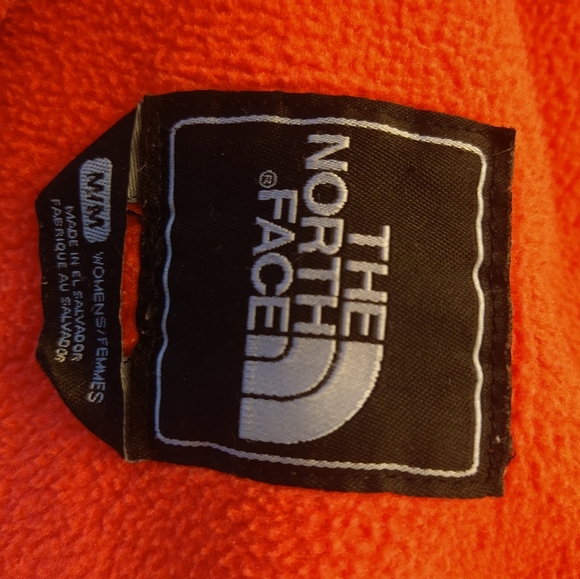 THE
NORTH
FACE®
M/M WOMENS/FEMMES
MADE IN EL SALVADOR
FABRIQUE AU SALVADOR